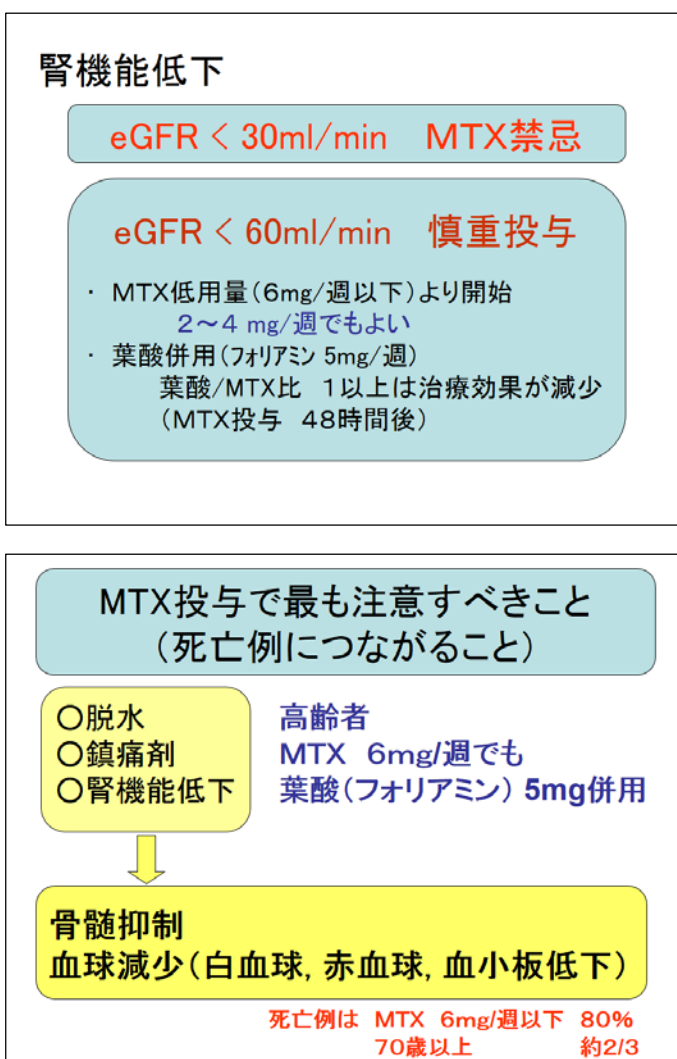 腎機能低下
eGFR < 30ml/min MTX禁忌
eGFR < 60ml/min 慎重投与
・ MTX低用量(6mg/週以下)より開始
2~4 mg/週でもよい
・ 葉酸併用(フォリアミン 5mg/週)
葉酸/MTX比 1以上は治療効果が減少
(MTX投与 48時間後)
MTX投与で最も注意すべきこと
(死亡例につながること)
○脱水
○鎮痛剤
○腎機能低下
高齢者
MTX 6mg/週でも
葉酸(フォリアミン) 5mg併用
骨髄抑制
血球減少(白血球, 赤血球, 血小板低下)
死亡例は MTX 6mg/週以下 80%
70歳以上 約2/3